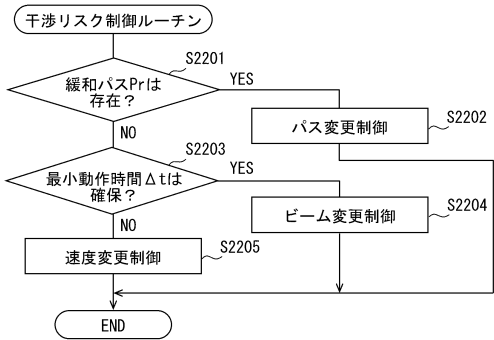 干渉リスク制御ルーチン
S2201
緩和パスPrは
存在？
YES
S2202
パス変更制御
NO
S2203
最小動作時間Δtは
確保？
YES
S2204
ビーム変更制御
NO
S2205
速度変更制御
END